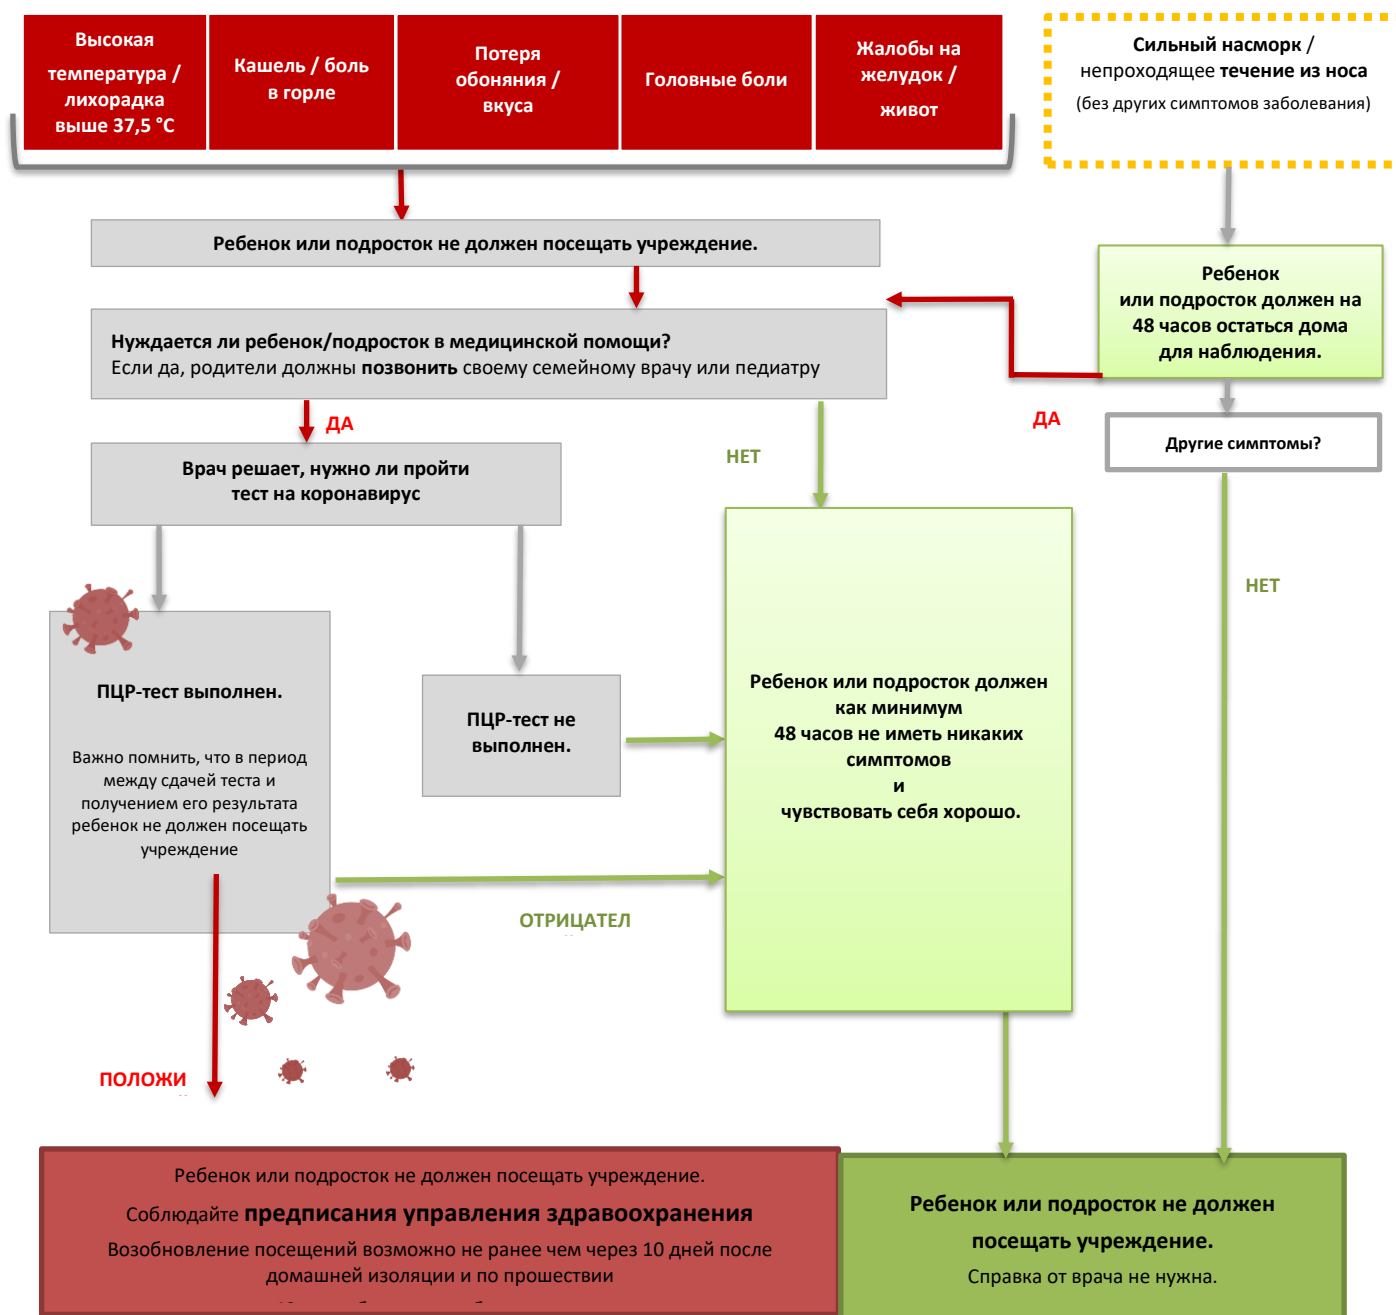 Высокая
температура /
лихорадка
выше 37,5 °C
Кашель / боль
в горле
Потеря
обоняния /
вкуса
Головные боли
Жалобы на
желудок /
живот
Сильный насморк /
непроходящее течение из носа
(без других симптомов заболевания)
Ребенок или подросток не должен посещать учреждение.
Ребенок
или подросток должен на
48 часов остаться дома
для наблюдения.
Нуждается ли ребенок/подросток в медицинской помощи?
Если да, родители должны позвонить своему семейному врачу или педиатру
ДА
ДА
Другие симптомы?
НЕТ
Врач решает, нужно ли пройти
тест на коронавирус
НЕТ
ПЦР-тест выполнен.
Важно помнить, что в период
между сдачей теста и
получением его результата
ребенок не должен посещать
учреждение
ПЦР-тест не
выполнен.
Ребенок или подросток должен
как минимум
48 часов не иметь никаких
симптомов
и
чувствовать себя хорошо.
ОТРИЦАТЕЛ
ПОЛОЖИ
Ребенок или подросток не должен посещать учреждение.
Соблюдайте предписания управления здравоохранения
Возобновление посещений возможно не ранее чем через 10 дней после
домашней изоляции и по прошествии
Ребенок или подросток не должен
посещать учреждение.
Справка от врача не нужна.